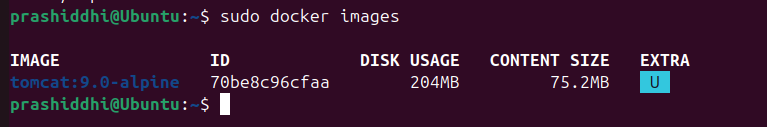 prashiddhi@Ubuntu:~$ sudo docker images
IMAGE ID DISK USAGE CONTENT SIZE EXTRA
tomcat:9.0-alpine 70be8c96cfaa 204MB 75.2MB U
prashiddhi@Ubuntu:~$